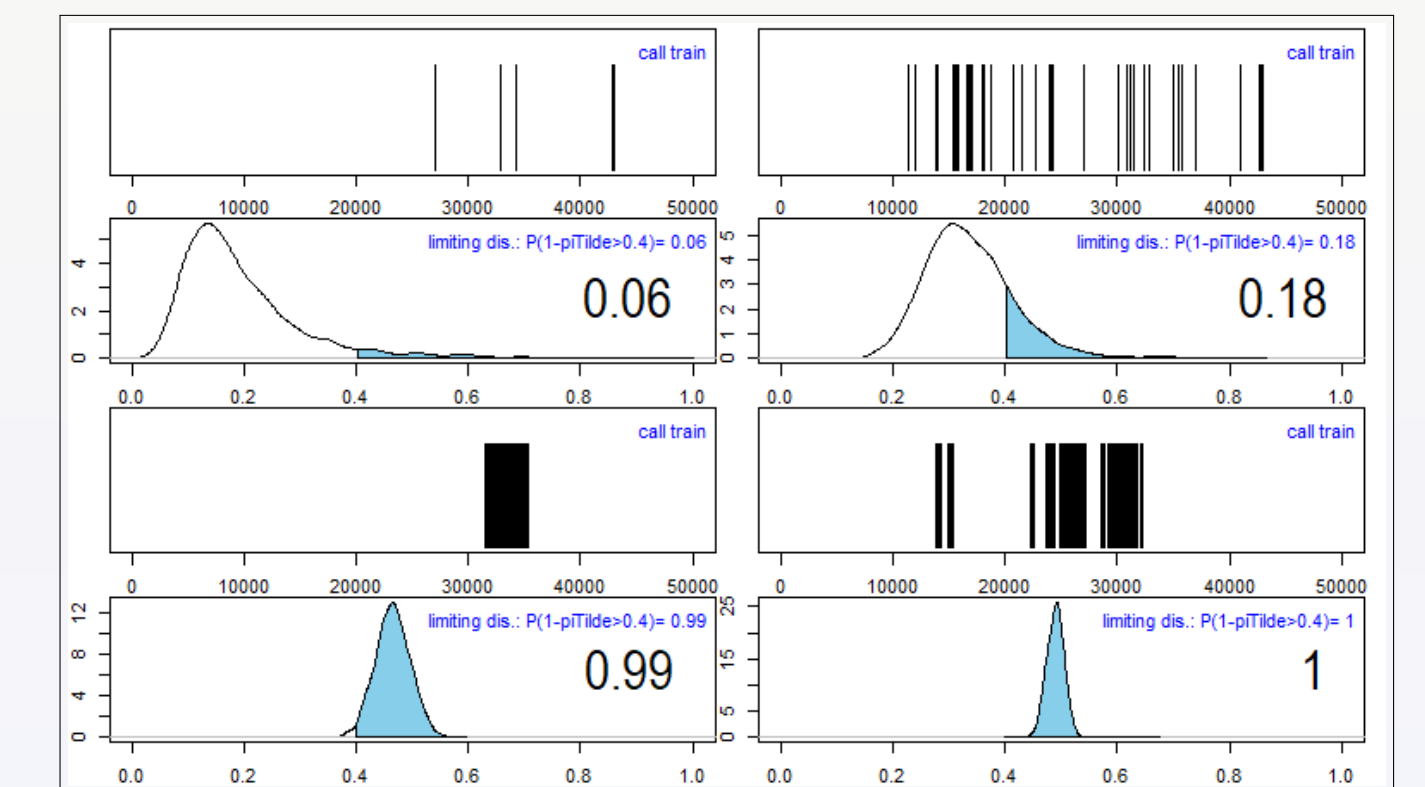 call train
0 10000 20000 30000 40000 50000
limiting dis.: P(1-piTilde>0.4)= 0.06
0.06
0 2 4
0.0 0.2 0.4 0.6 0.8 1.0
call train
0 10000 20000 30000 40000 50000
limiting dis.: P(1-piTilde>0.4)= 0.18
0.18
0 1 2 3 4 5
0.0 0.2 0.4 0.6 0.8 1.0
call train
0 10000 20000 30000 40000 50000
limiting dis.: P(1-piTilde>0.4)= 0.99
0.99
0 4 8 12
0.0 0.2 0.4 0.6 0.8 1.0
call train
0 10000 20000 30000 40000 50000
limiting dis.: P(1-piTilde>0.4)= 1
1
0 5 15 25
0.0 0.2 0.4 0.6 0.8 1.0